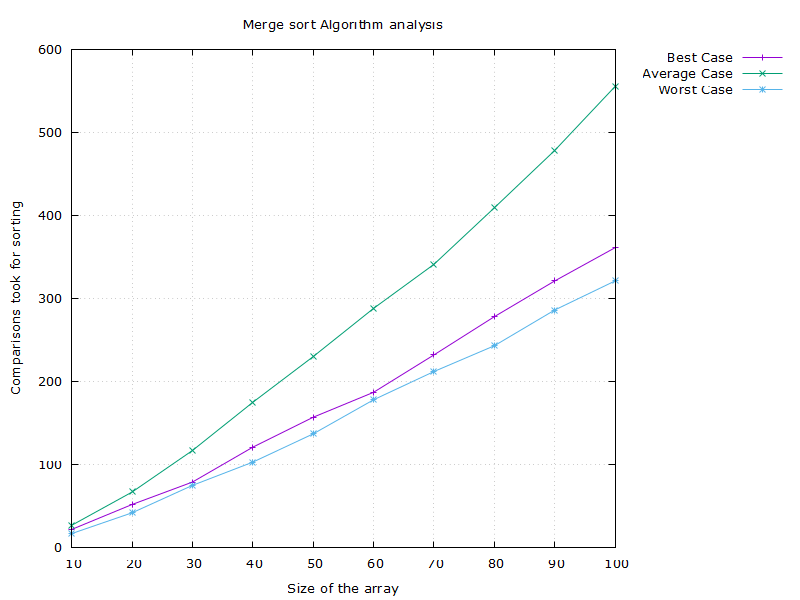 Merge sort Algorithm analysis
Best Case
Average Case
Worst Case
600
500
400
300
200
100
0
Comparisons took for sorting
10 20 30 40 50 60 70 80 90 100
Size of the array